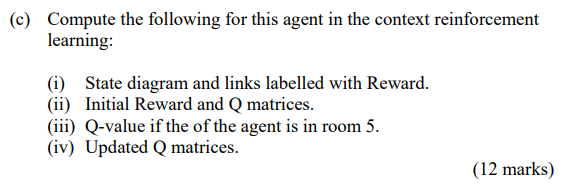 (c) Compute the following for this agent in the context reinforcement
learning:
(i) State diagram and links labelled with Reward.
(ii) Initial Reward and Q matrices.
(iii) Q-value if the of the agent is in room 5.
(iv) Updated Q matrices.
(12 marks)